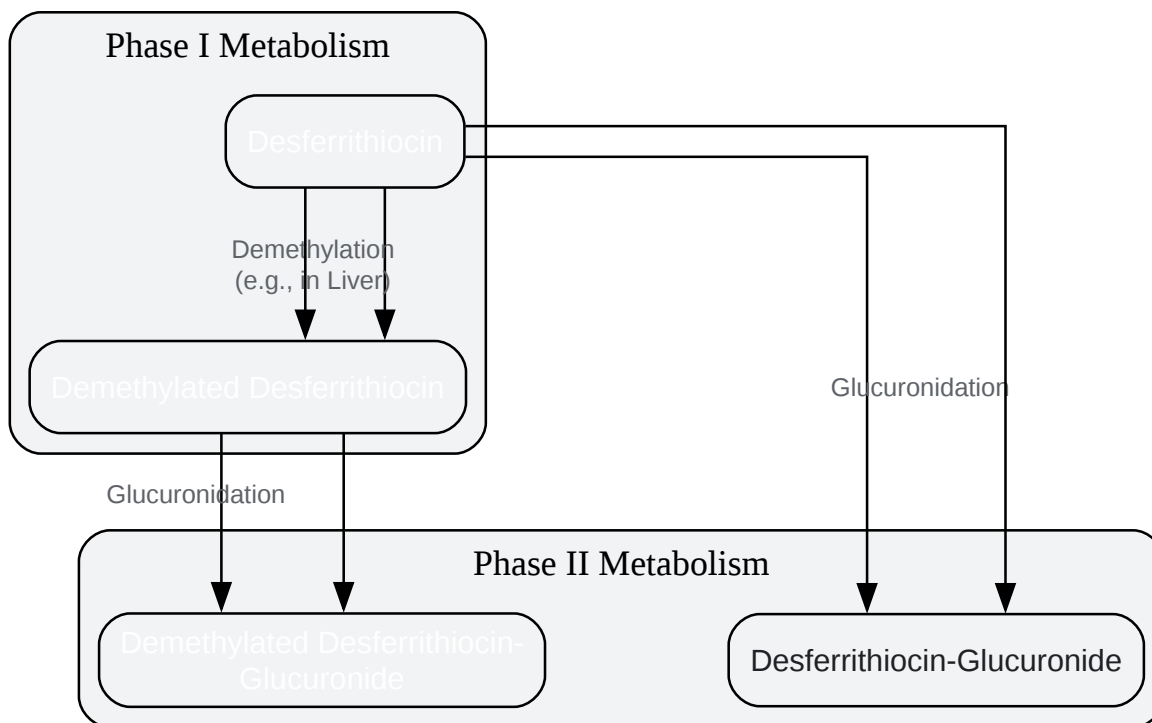 Phase I Metabolism
Desferrithiocin
Demethylation
(e.g., in Liver)
Demethylated Desferrithiocin
Glucuronidation
Glucuronidation
Phase II Metabolism
Demethylated Desferrithiocin-
Glucuronide
Desferrithiocin-Glucuronide